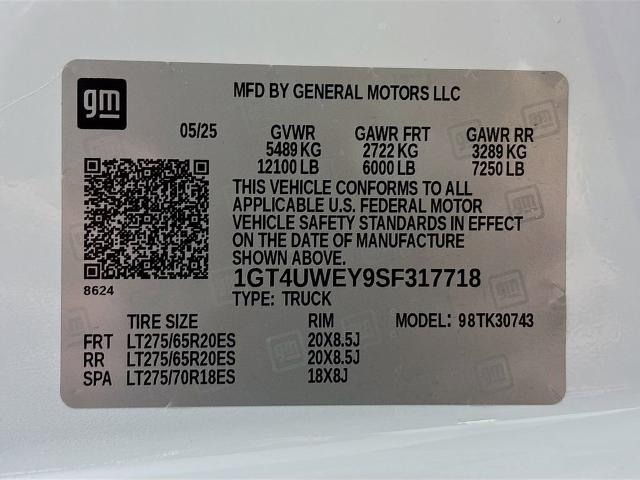 gm
MFD BY GENERAL MOTORS LLC
05/25 GVWR GAWR FRT GAWR RR
5489 KG 2722 KG 3289 KG
12100 LB 6000 LB 7250 LB
THIS VEHICLE CONFORMS TO ALL
APPLICABLE U.S. FEDERAL MOTOR
VEHICLE SAFETY STANDARDS IN EFFECT
ON THE DATE OF MANUFACTURE
SHOWN ABOVE.
8624
1GT4UWEY9SF317718
TYPE: TRUCK
TIRE SIZE RIM MODEL: 98TK30743
FRT LT275/65R20ES 20X8.5J
RR LT275/65R20ES 20X8.5J
SPA LT275/70R18ES 18X8J